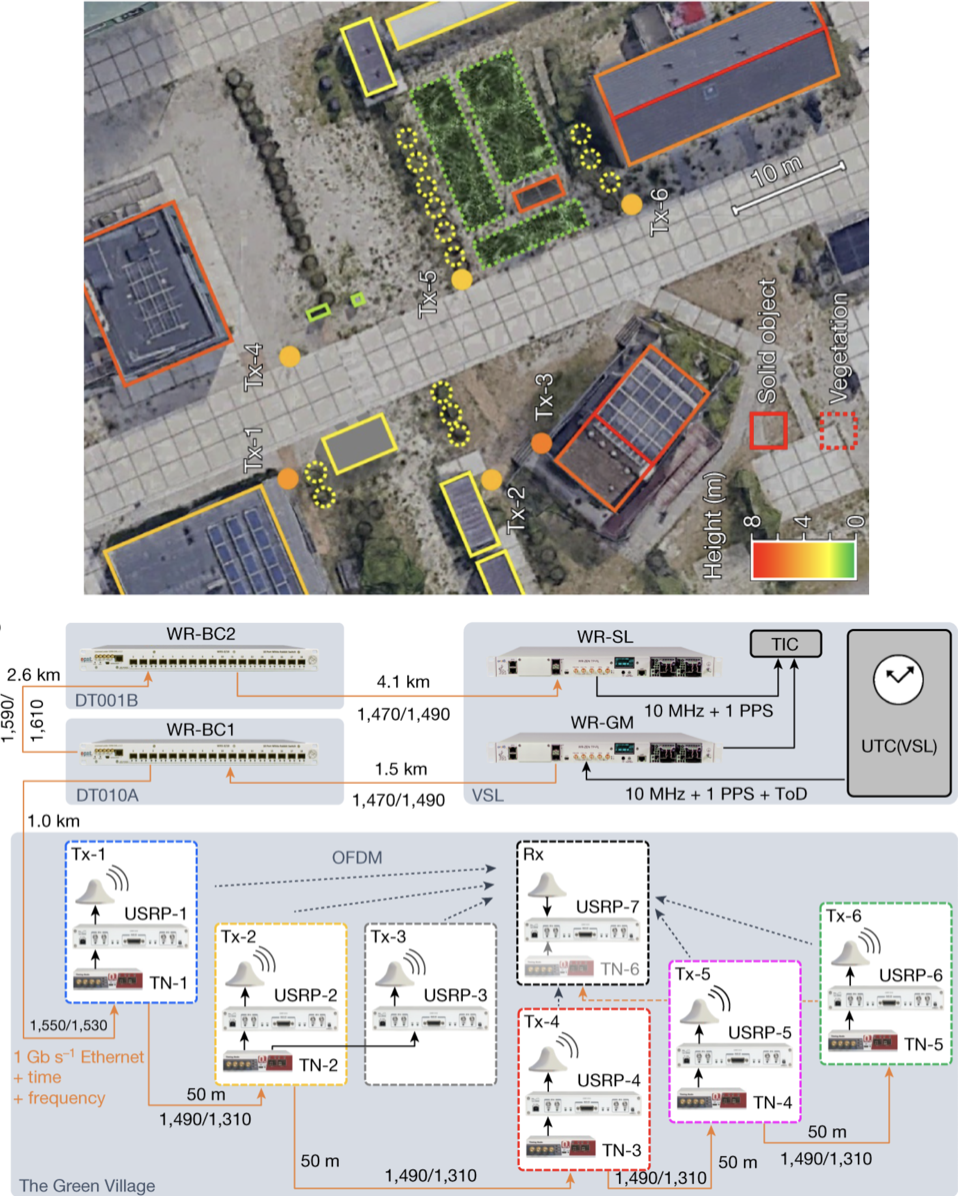 10 m
Tx-6
Tx-5
Tx-4
Tx-3
Tx-1
Tx-2
Solid object
Vegetation
Height (m)
8
4
0
WR-BC2
WR-SL
TIC
2.6 km
4.1 km
1,590/
1,610
DT001B
1,470/1,490
10 MHz + 1 PPS
WR-BC1
WR-GM
UTC(VSL)
1.5 km
DT010A
1,470/1,490
VSL
10 MHz + 1 PPS + ToD
1.0 km
Tx-1
OFDM
Rx
USRP-1
USRP-7
Tx-2
Tx-3
Tx-6
TN-1
TN-6
Tx-5
USRP-2
USRP-3
USRP-6
1,550/1,530
Tx-4
USRP-5
TN-5
1 Gb s⁻¹ Ethernet
+ time
+ frequency
TN-2
USRP-4
TN-4
50 m
1,490/1,310
TN-3
50 m
1,490/1,310
50 m
1,490/1,310
50 m
1,490/1,310
The Green Village